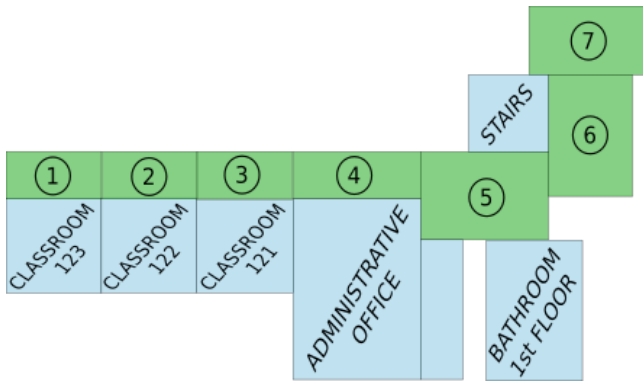 7
STAIRS
6
1
2
3
4
5
CLASSROOM
123
CLASSROOM
122
CLASSROOM
121
ADMINISTRATIVE
OFFICE
BATHROOM
1st FLOOR